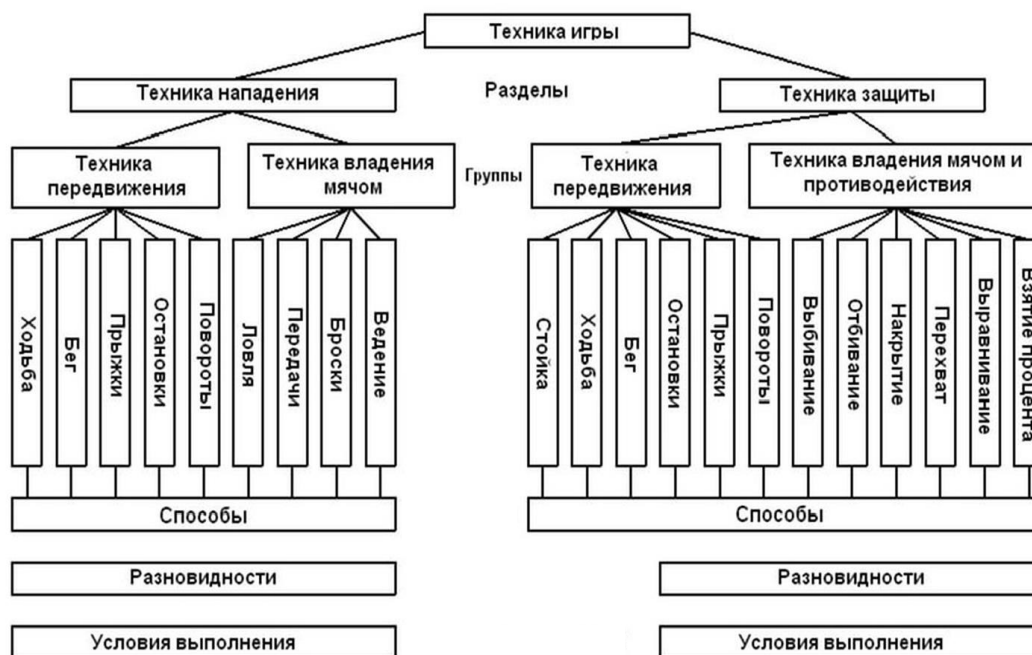 Техника игры
Техника нападения
Разделы
Техника защиты
Техника
передвижения
Техника владения
мячом
Группы
Техника
передвижения
Техника владения мячом и
противодействия
Ходьба
Бег
Прыжки
Остановки
Повороты
Ловля
Передачи
Броски
Ведение
Стойка
Ходьба
Бег
Остановки
Прыжки
Повороты
Выбивание
Отбивание
Накрытие
Перехват
Выравнивание
Взятие процента
Способы
Способы
Разновидности
Разновидности
Условия выполнения
Условия выполнения